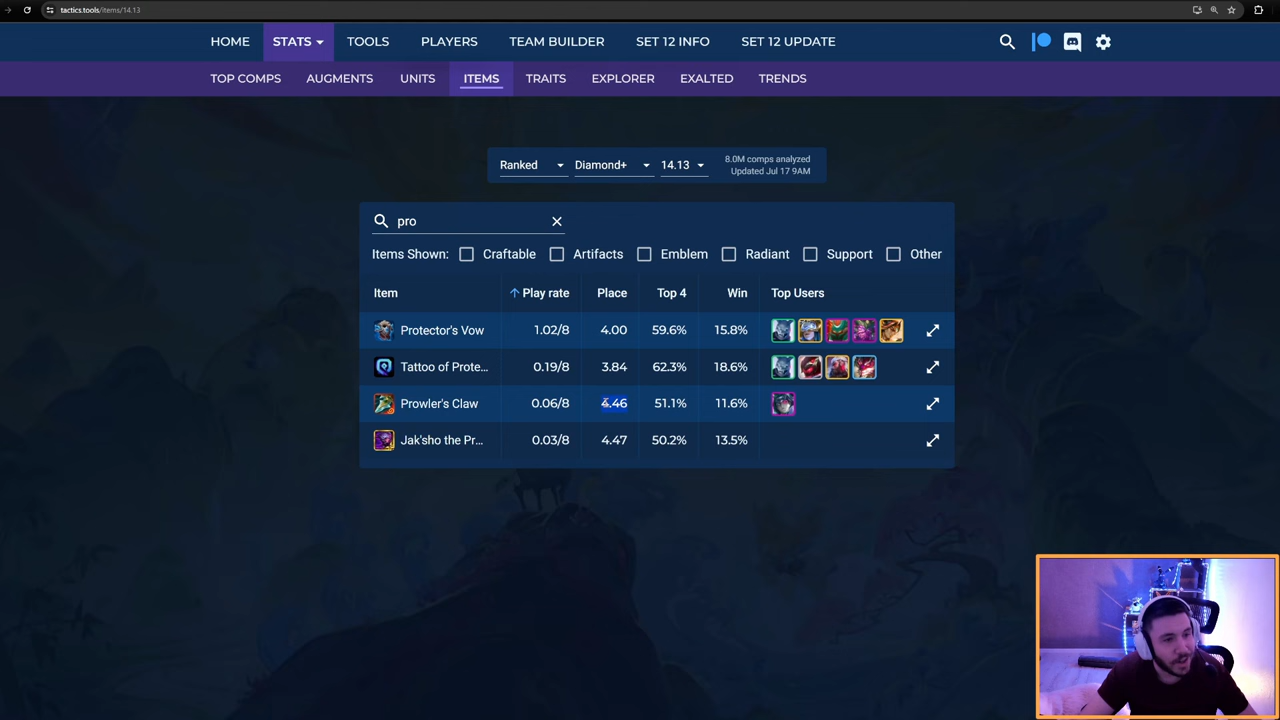 tactics.tools/items/14.13
HOME STATS TOOLS PLAYERS TEAM BUILDER SET 12 INFO SET 12 UPDATE
TOP COMPS AUGMENTS UNITS ITEMS TRAITS EXPLORER EXALTED TRENDS
Ranked Diamond+ 14.13 8.0M comps analyzed
Updated Jul 17 9AM
pro
Items Shown: Craftable Artifacts Emblem Radiant Support Other
Item Play rate Place Top 4 Win Top Users
Protector's Vow 1.02/8 4.00 59.6% 15.8%
Tattoo of Prote... 0.19/8 3.84 62.3% 18.6%
Prowler's Claw 0.06/8 4.46 51.1% 11.6%
Jak'sho the Pr... 0.03/8 4.47 50.2% 13.5%